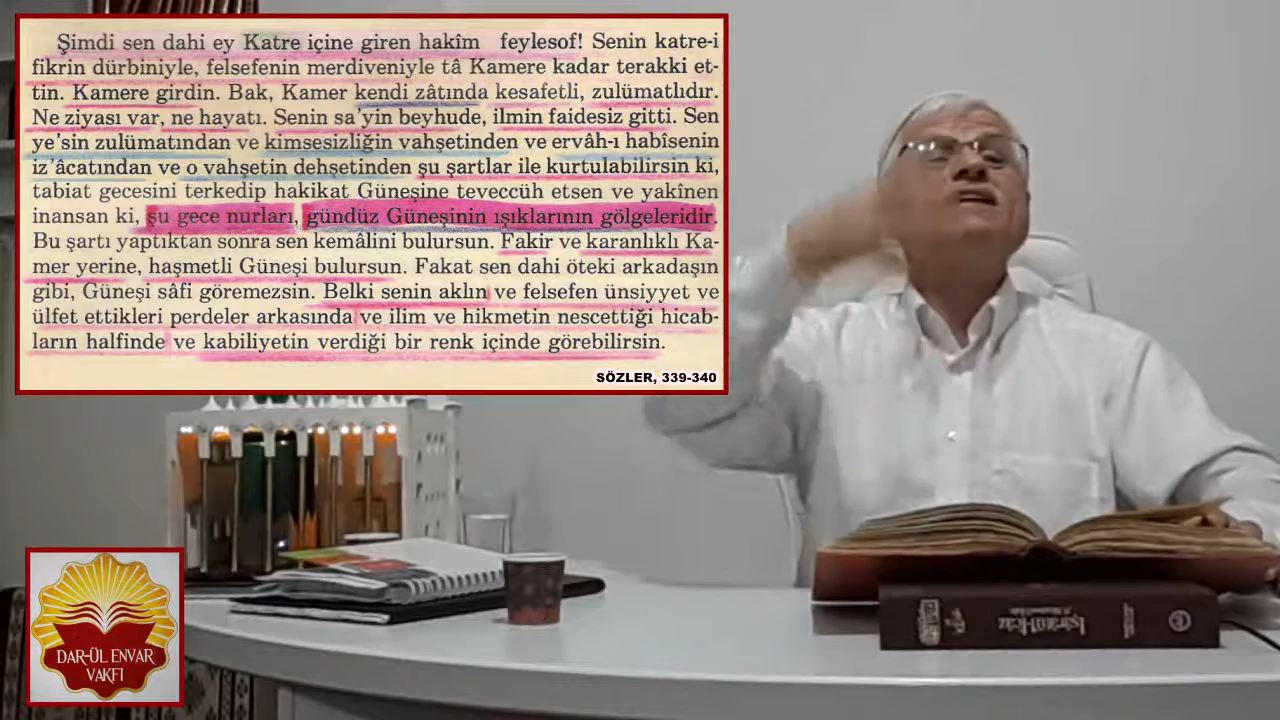 Şimdi sen dahi ey Katre içine giren hakîm feylesof! Senin katre-i
fikrin dürbiniyle, felsefenin merdiveniyle tâ Kamere kadar terakki et-
tin. Kamere girdin. Bak, Kamer kendi zâtında kesafetli, zulümatlıdır.
Ne ziyası var, ne hayatı. Senin sa'yin beyhude, ilmin faidesiz gitti. Sen
ye'sin zulümatından ve kimsesizliğin vahşetinden ve ervâh-ı habîsenin
iz'âcatından ve o vahşetin dehşetinden şu şartlar ile kurtulabilirsin ki,
tabiat gecesini terkedip hakikat Güneşine teveccüh etsen ve yakînen
inansan ki, şu gece nurları, gündüz Güneşinin ışıklarının gölgeleridir.
Bu şartı yaptıktan sonra sen kemâlini bulursun. Fakir ve karanlıklı Ka-
mer yerine, haşmetli Güneşi bulursun. Fakat sen dahi öteki arkadaşın
gibi, Güneşi sâfi göremezsin. Belki senin aklın ve felsefen ünsiyet ve
ülfet ettikleri perdeler arkasında ve ilim ve hikmetin nescettiği hicab-
ların halfinde ve kabiliyetin verdiği bir renk içinde görebilirsin.
SÖZLER, 339-340
DAR-ÜL ENVAR
VAKFI
İşârâtü'l-İ'câz